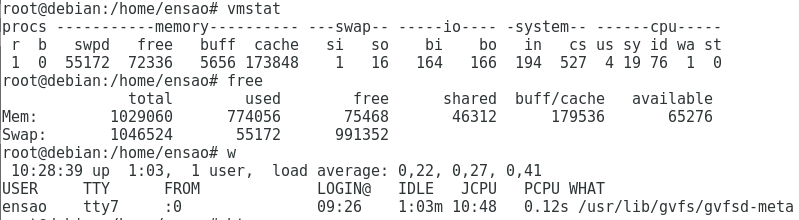 root@debian:/home/ensao# vmstat
procs -----------memory---------- ---swap-- -----io---- -system-- ------cpu-----
 r  b   swpd   free   buff  cache   si   so    bi    bo   in   cs us sy id wa st
 1  0  55172  72336   5656 173848    1   16   164   166  194  527  4 19 76  1  0
root@debian:/home/ensao# free
              total        used        free      shared  buff/cache   available
Mem:        1029060      774056       75468       46312      179536       65276
Swap:       1046524       55172      991352
root@debian:/home/ensao# w
 10:28:39 up  1:03,  1 user,  load average: 0,22, 0,27, 0,41
USER     TTY      FROM             LOGIN@   IDLE   JCPU   PCPU WHAT
ensao    tty7     :0               09:26    1:03m 10:48   0.12s /usr/lib/gvfs/gvfsd-meta